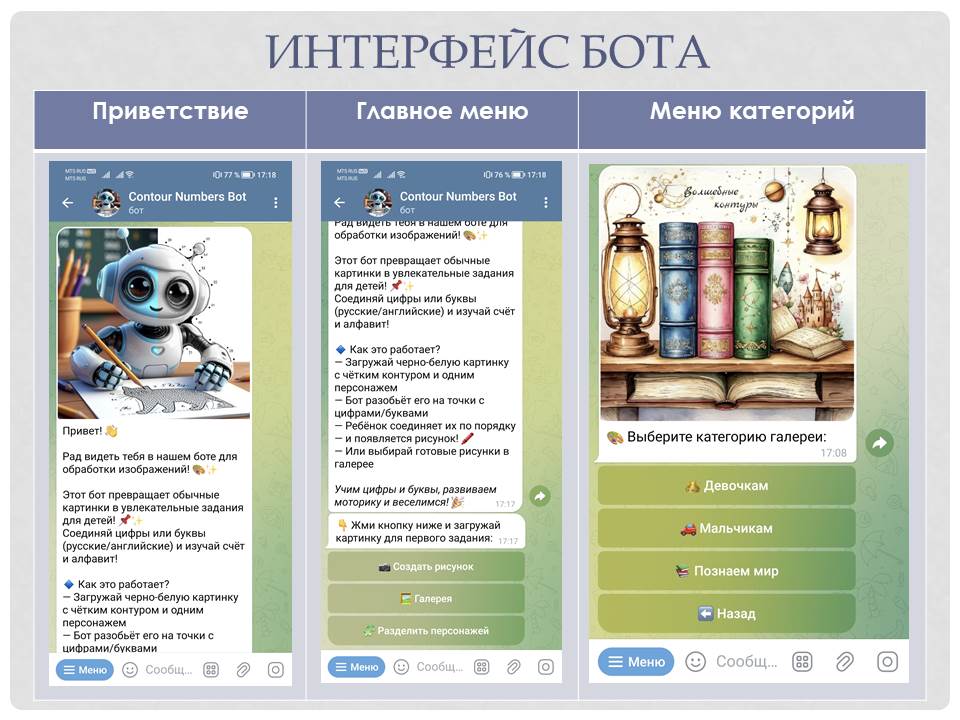 ИНТЕРФЕЙС БОТА
Приветствие
Главное меню
Меню категорий
MTS RUS
MTS RUS
77 %
17:18
Contour Numbers Bot
бот
Привет! 👋
Рад видеть тебя в нашем боте для
обработки изображений! 🎨✨
Этот бот превращает обычные
картинки в увлекательные задания
для детей! 📌✨
Соединяй цифры или буквы
(русские/английские) и изучай счёт
и алфавит!
🔷 Как это работает?
— Загружай черно-белую картинку
с чётким контуром и одним
персонажем
— Бот разобьёт его на точки с
цифрами/буквами
Меню
Сообщ...
MTS RUS
MTS RUS
76 %
17:18
Contour Numbers Bot
бот
Рад видеть тебя в нашем боте для
обработки изображений! 🎨✨
Этот бот превращает обычные
картинки в увлекательные задания
для детей! 📌✨
Соединяй цифры или буквы
(русские/английские) и изучай счёт
и алфавит!
🔷 Как это работает?
— Загружай черно-белую картинку
с чётким контуром и одним
персонажем
— Бот разобьёт его на точки с
цифрами/буквами
— Ребёнок соединяет их по порядку
— и появляется рисунок! 🖍
— Или выбирай готовые рисунки в
галерее
Учим цифры и буквы, развиваем
моторику и веселимся! 🎉
17:17
👇 Жми кнопку ниже и загружай
картинку для первого задания:
17:17
📷 Создать рисунок
🖼 Галерея
🧩 Разделить персонажей
Меню
Сообщ...
Волшебные
контуры
🎨 Выберите категорию галереи:
17:08
Девочкам
🚗 Мальчикам
📚 Познаем мир
⬅️ Назад
Меню
Сообщ...